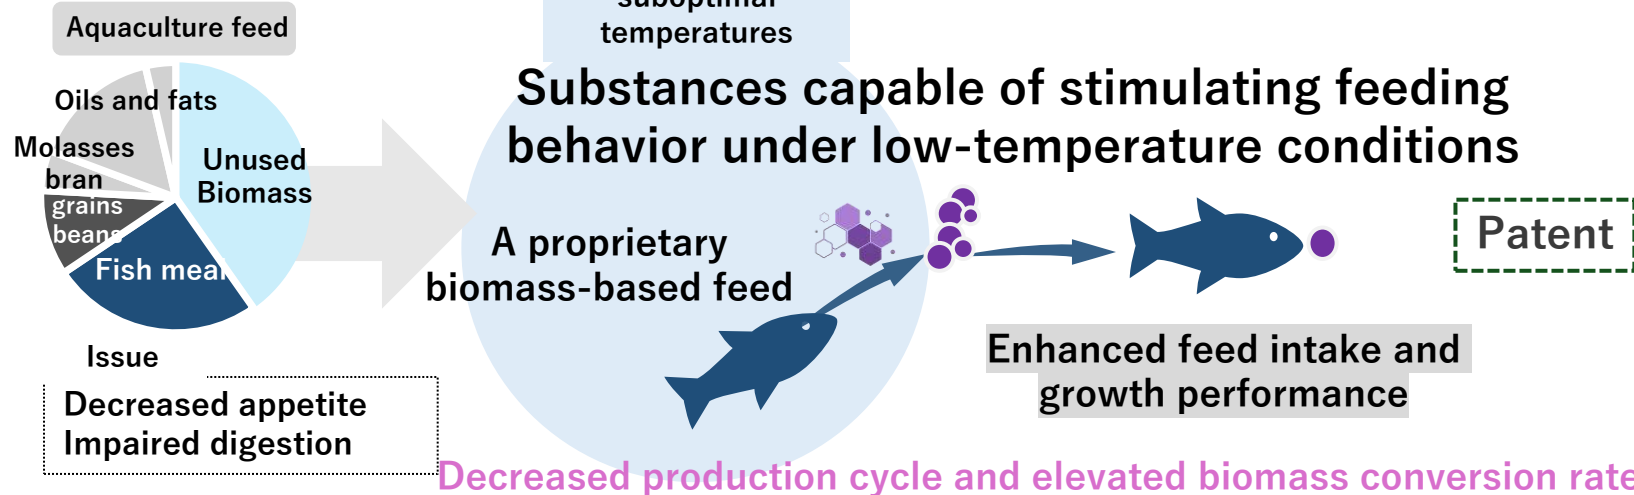 Aquaculture feed
Oils and fats
Molasses
bran
grains
beans
Fish meal
Unused
Biomass
Issue
Decreased appetite
Impaired digestion
suboptimal
temperatures
Substances capable of stimulating feeding
behavior under low-temperature conditions
A proprietary
biomass-based feed
Enhanced feed intake and
growth performance
Patent
Decreased production cycle and elevated biomass conversion rate